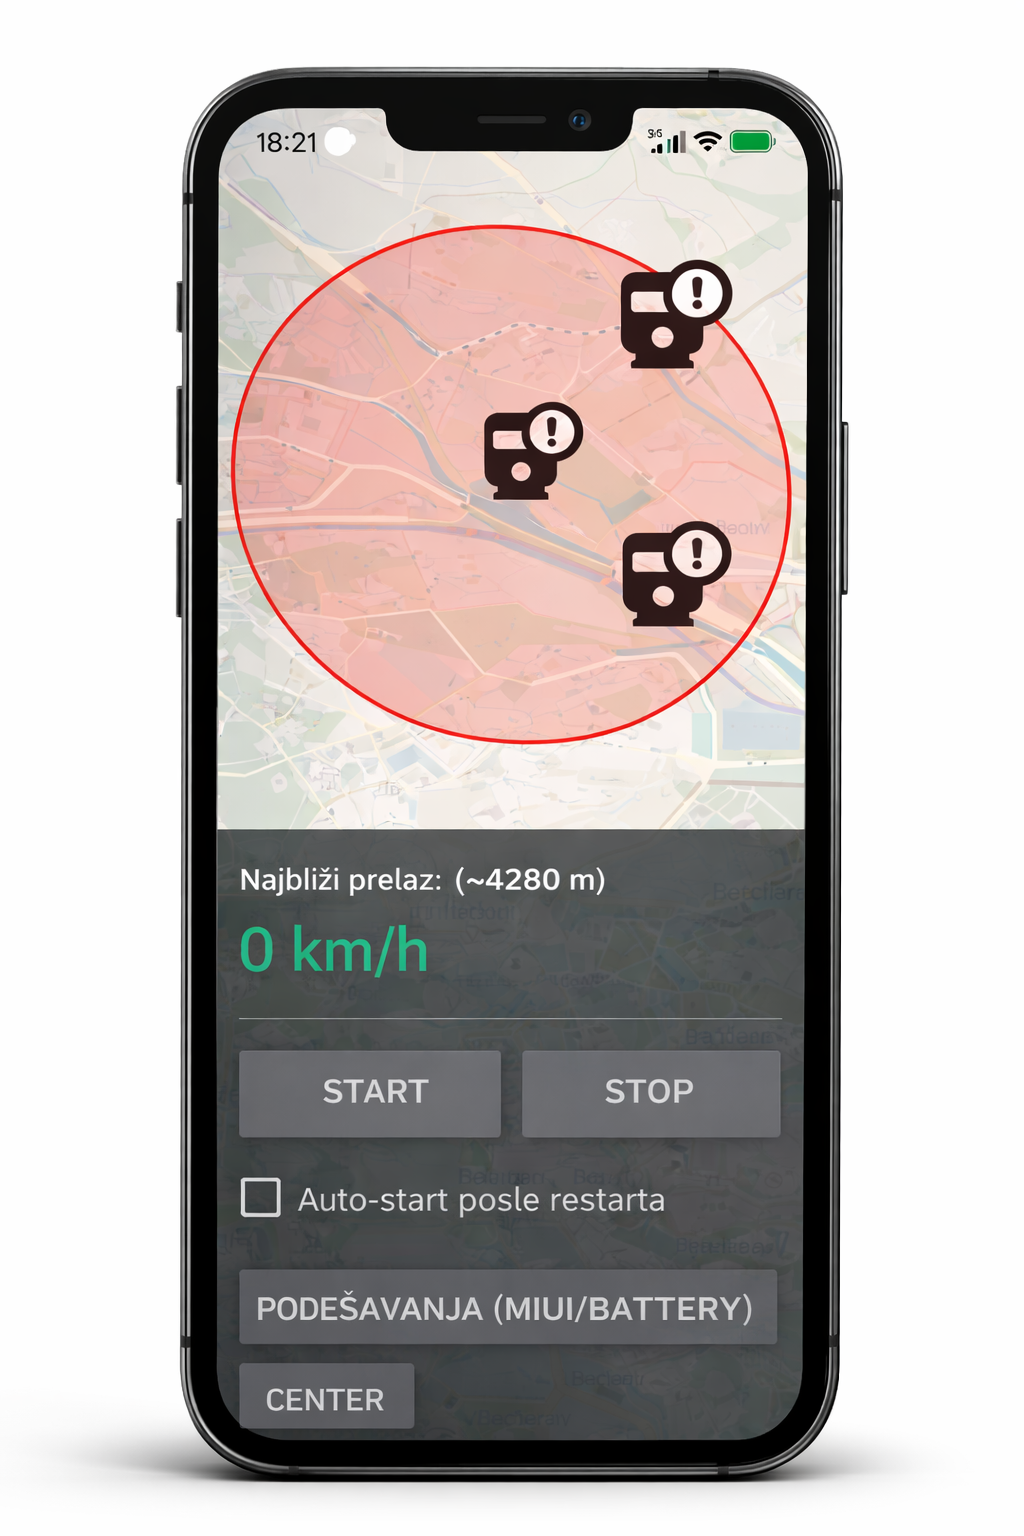 18:21
Najbliži prelaz: (~4280 m)
0 km/h
START
STOP
Auto-start posle restarta
PODEŠAVANJA (MIUI/BATTERY)
CENTER